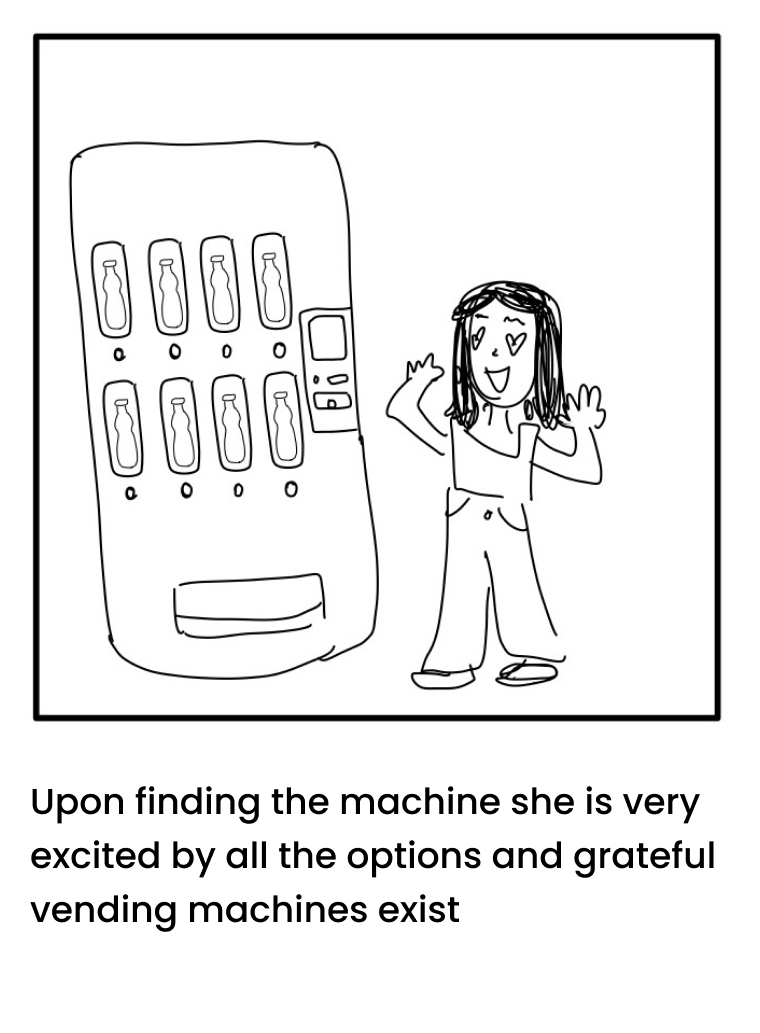 Upon finding the machine she is very
excited by all the options and grateful
vending machines exist